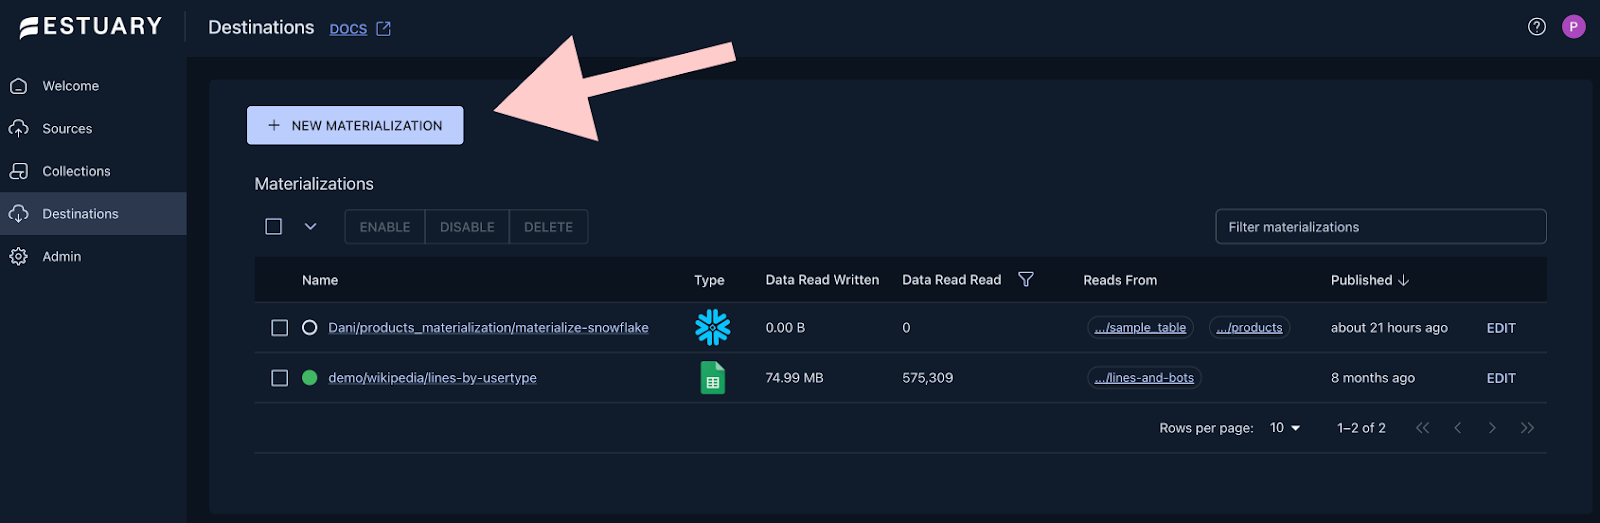 ESTUARY
Destinations DOCS
P
Welcome
Sources
Collections
Destinations
Admin
+ NEW MATERIALIZATION
Materializations
ENABLE DISABLE DELETE
Filter materializations
Name Type Data Read Written Data Read Read Reads From Published
Dani/products_materialization/materialize-snowflake 0.00 B 0 .../sample_table .../products about 21 hours ago EDIT
demo/wikipedia/lines-by-usertype 74.99 MB 575,309 .../lines-and-bots 8 months ago EDIT
Rows per page: 10 1–2 of 2